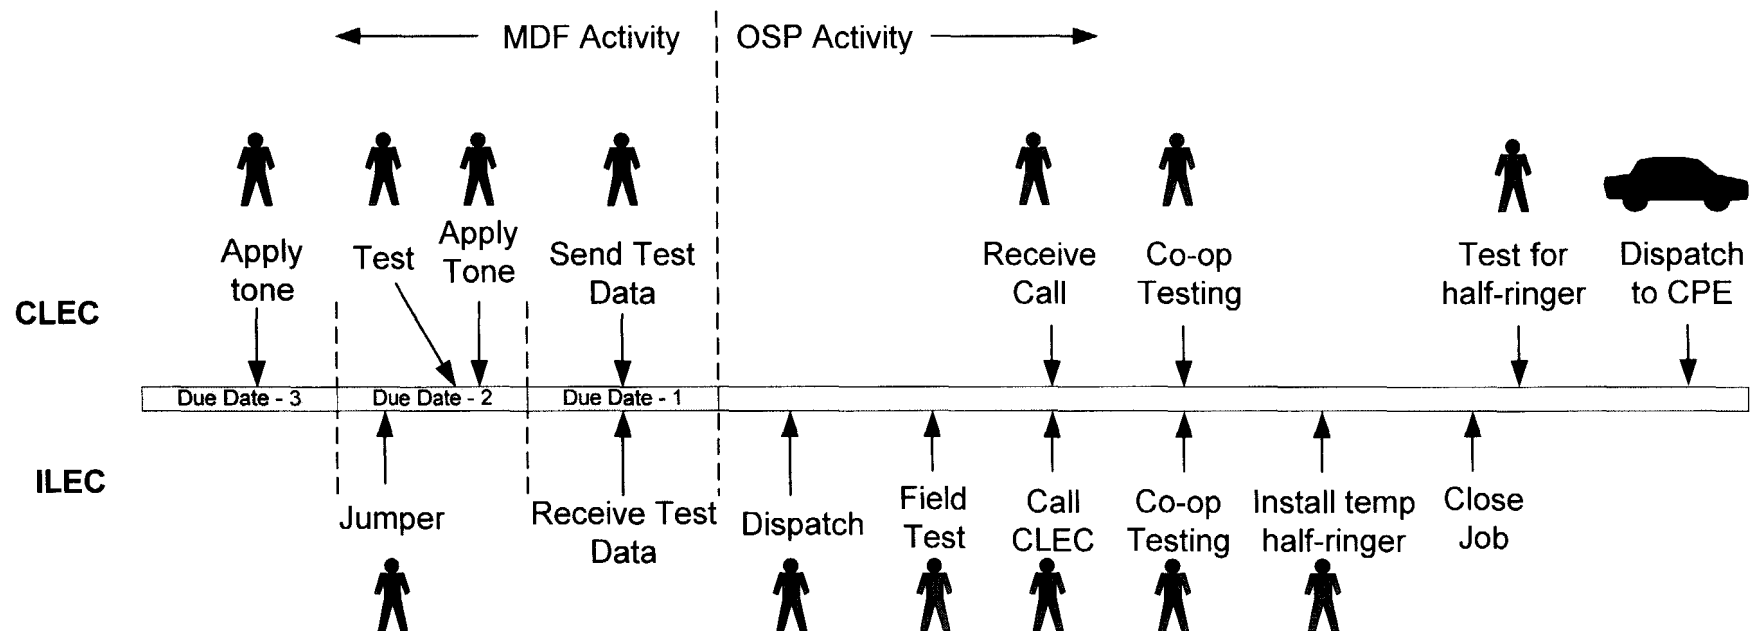 MDF Activity
OSP Activity
Apply
tone
Test
Apply
Tone
Send Test
Data
Receive
Call
Co-op
Testing
Test for
half-ringer
Dispatch
to CPE
CLEC
Due Date - 3
Due Date - 2
Due Date - 1
ILEC
Jumper
Receive Test
Data
Dispatch
Field
Test
Call
CLEC
Co-op
Testing
Install temp
half-ringer
Close
Job